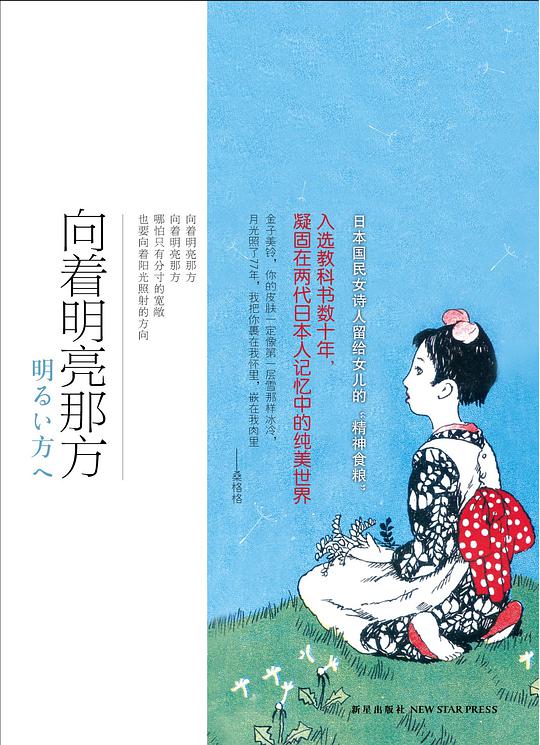 日本国民女诗人留给女儿的“精神食粮”
入选教科书数十年，
凝固在两代日本人记忆中的纯美世界
金子美铃，你的皮肤一定像第一层雪那样冰冷，
月光照了77年，我把你裹在我怀里，嵌在我肉里
——桑格格
向着明亮那方
向着明亮那方
哪怕只有分寸的宽敞
也要向着阳光照射的方向
向着明亮那方
明るい方へ
新星出版社 NEW STAR PRESS